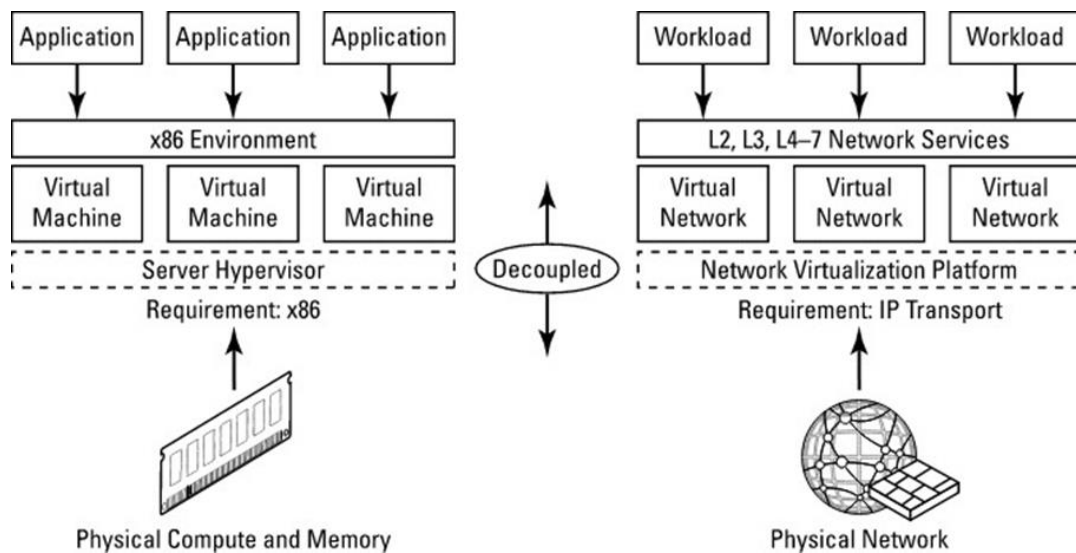 Application
Application
Application
x86 Environment
Virtual
Machine
Virtual
Machine
Virtual
Machine
Server Hypervisor
Requirement: x86
Physical Compute and Memory
Decoupled
Workload
Workload
Workload
L2, L3, L4–7 Network Services
Virtual
Network
Virtual
Network
Virtual
Network
Network Virtualization Platform
Requirement: IP Transport
Physical Network